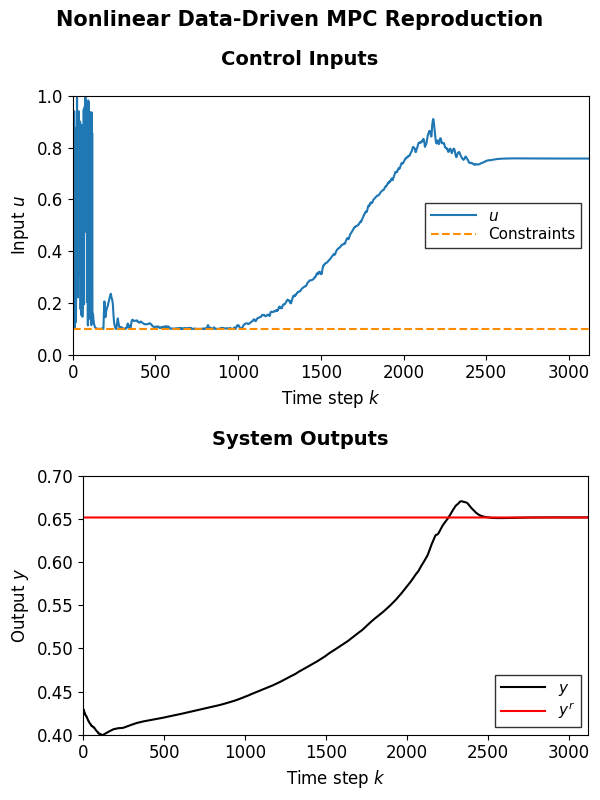 Nonlinear Data-Driven MPC Reproduction
Control Inputs
1.0
0.8
0.6
0.4
0.2
0.0
Input u
u
Constraints
0 500 1000 1500 2000 2500 3000
Time step k
System Outputs
0.70
0.65
0.60
0.55
0.50
0.45
0.40
Output y
y
y^r
0 500 1000 1500 2000 2500 3000
Time step k